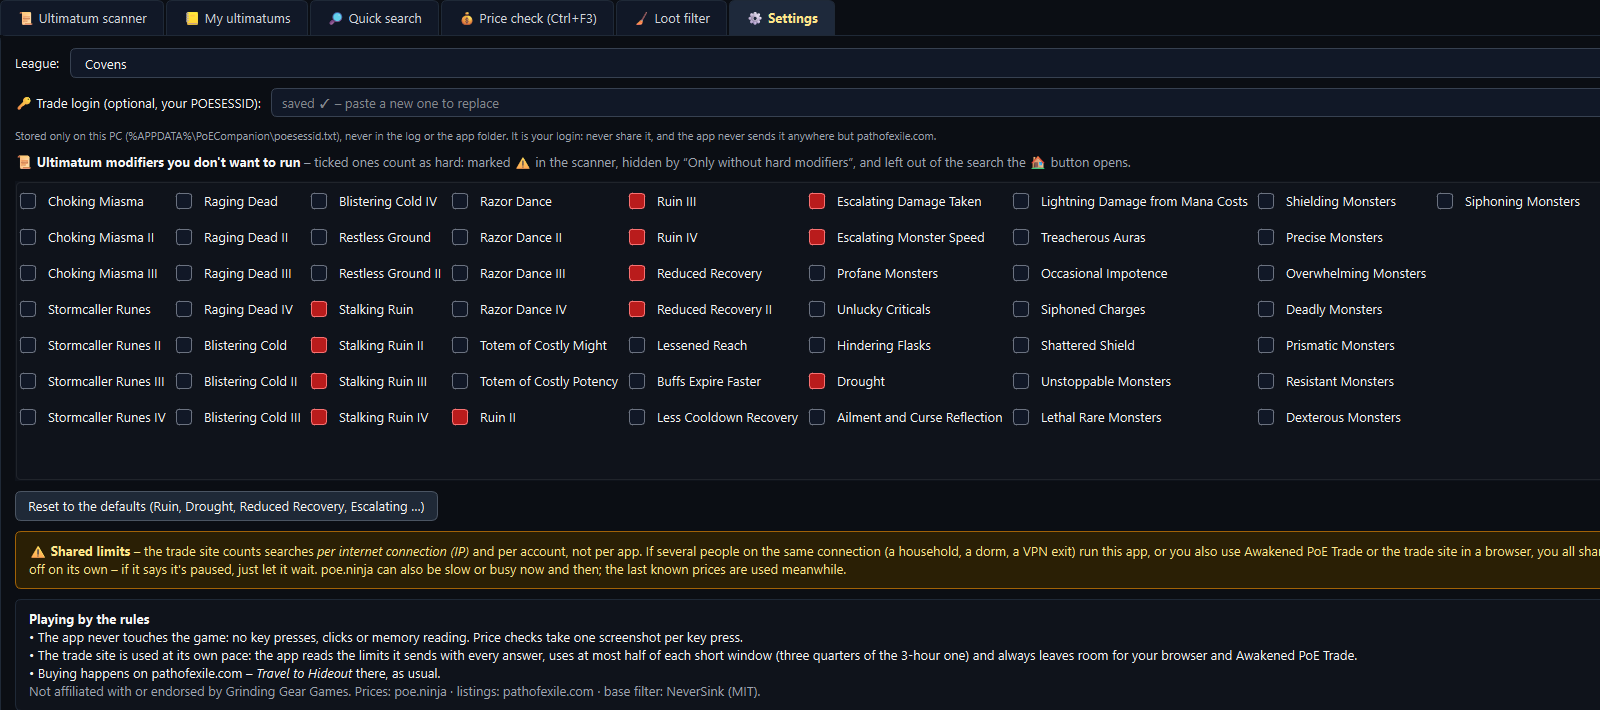 Ultimatum scanner
My ultimatums
Quick search
Price check (Ctrl+F3)
Loot filter
Settings
League:
Covens
Trade login (optional, your POESESSID):
saved ✓ – paste a new one to replace
Stored only on this PC (%APPDATA%\PoECompanion\poesessid.txt), never in the log or the app folder. It is your login: never share it, and the app never sends it anywhere but pathofexile.com.
Ultimatum modifiers you don't want to run – ticked ones count as hard: marked ⚠ in the scanner, hidden by “Only without hard modifiers”, and left out of the search the 🏠 button opens.
Choking Miasma
Raging Dead
Blistering Cold IV
Razor Dance
Ruin III
Escalating Damage Taken
Lightning Damage from Mana Costs
Shielding Monsters
Siphoning Monsters
Choking Miasma II
Raging Dead II
Restless Ground
Razor Dance II
Ruin IV
Escalating Monster Speed
Treacherous Auras
Precise Monsters
Choking Miasma III
Raging Dead III
Restless Ground II
Razor Dance III
Reduced Recovery
Profane Monsters
Occasional Impotence
Overwhelming Monsters
Stormcaller Runes
Raging Dead IV
Stalking Ruin
Razor Dance IV
Reduced Recovery II
Unlucky Criticals
Siphoned Charges
Deadly Monsters
Stormcaller Runes II
Blistering Cold
Stalking Ruin II
Totem of Costly Might
Lessened Reach
Hindering Flasks
Shattered Shield
Prismatic Monsters
Stormcaller Runes III
Blistering Cold II
Stalking Ruin III
Totem of Costly Potency
Buffs Expire Faster
Drought
Unstoppable Monsters
Resistant Monsters
Stormcaller Runes IV
Blistering Cold III
Stalking Ruin IV
Ruin II
Less Cooldown Recovery
Ailment and Curse Reflection
Lethal Rare Monsters
Dexterous Monsters
Reset to the defaults (Ruin, Drought, Reduced Recovery, Escalating ...)
⚠ Shared limits – the trade site counts searches per internet connection (IP) and per account, not per app. If several people on the same connection (a household, a dorm, a VPN exit) run this app, or you also use Awakened PoE Trade or the trade site in a browser, you all sha
off on its own – if it says it's paused, just let it wait. poe.ninja can also be slow or busy now and then; the last known prices are used meanwhile.
Playing by the rules
• The app never touches the game: no key presses, clicks or memory reading. Price checks take one screenshot per key press.
• The trade site is used at its own pace: the app reads the limits it sends with every answer, uses at most half of each short window (three quarters of the 3-hour one) and always leaves room for your browser and Awakened PoE Trade.
• Buying happens on pathofexile.com – Travel to Hideout there, as usual.
Not affiliated with or endorsed by Grinding Gear Games. Prices: poe.ninja · listings: pathofexile.com · base filter: NeverSink (MIT).